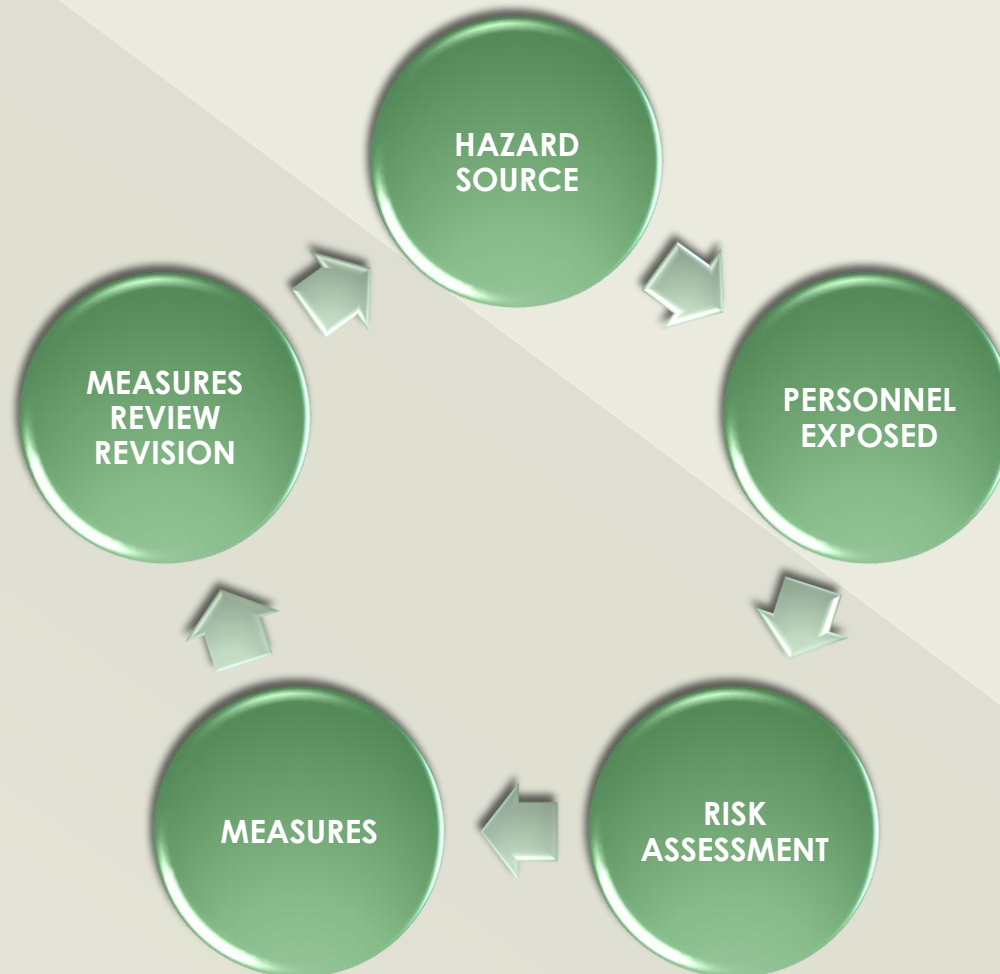 HAZARD
SOURCE
PERSONNEL
EXPOSED
RISK
ASSESSMENT
MEASURES
MEASURES
REVIEW
REVISION